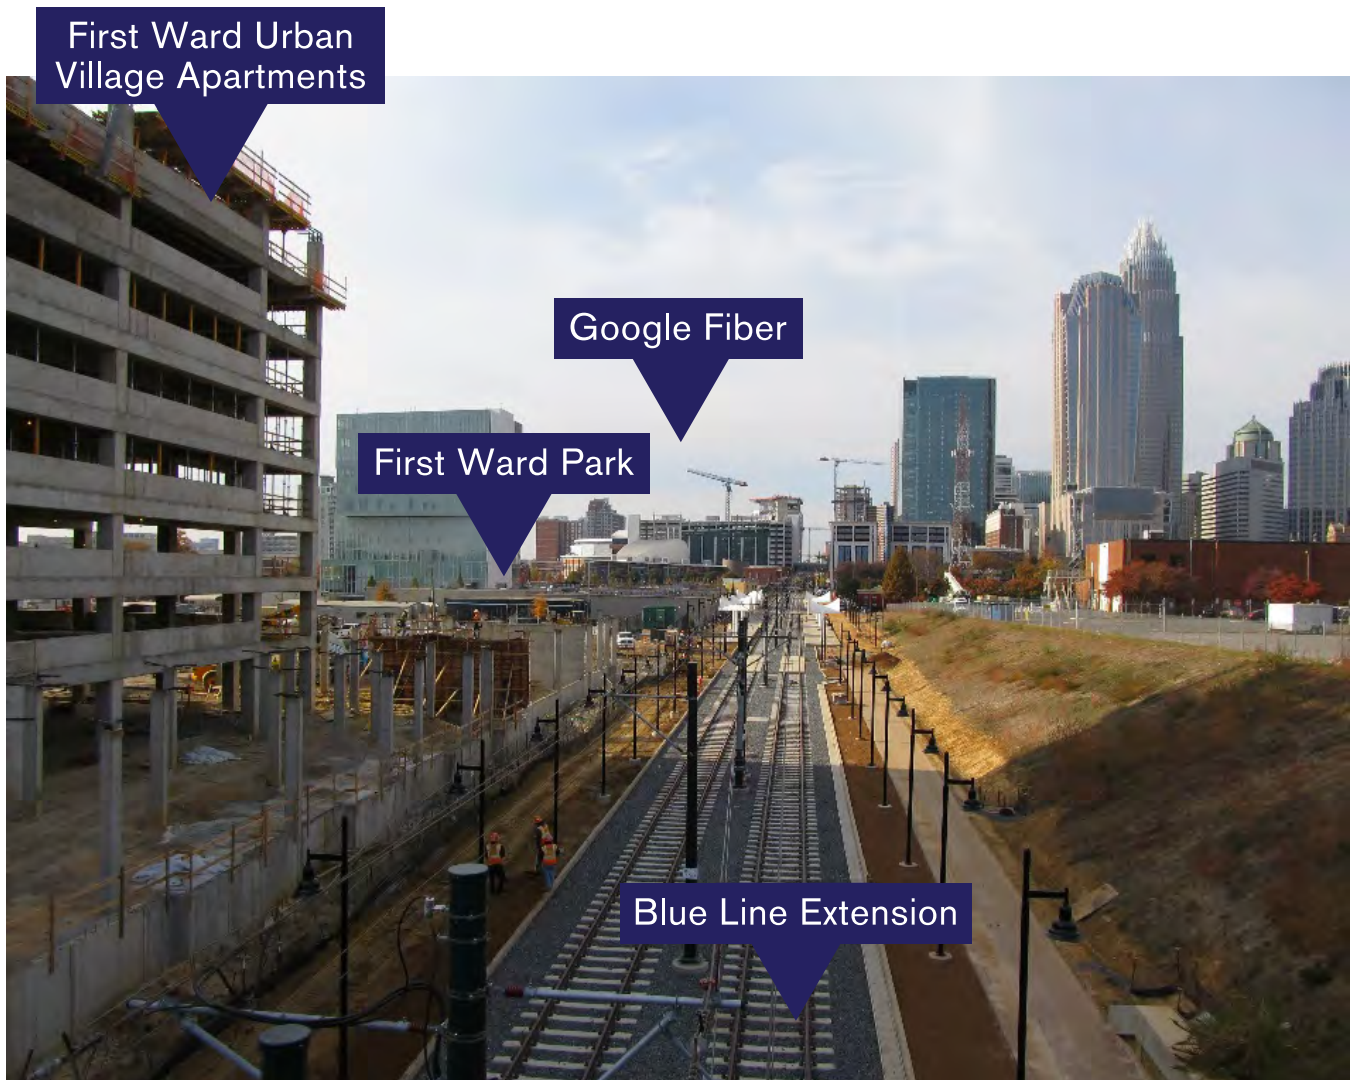 First Ward Urban
Village Apartments
Google Fiber
First Ward Park
Blue Line Extension